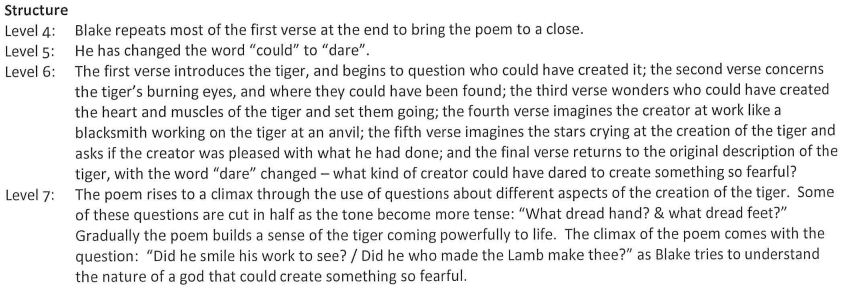 Structure
Level 4: Blake repeats most of the first verse at the end to bring the poem to a close.
Level 5: He has changed the word "could" to "dare".
Level 6: The first verse introduces the tiger, and begins to question who could have created it; the second verse concerns
the tiger's burning eyes, and where they could have been found; the third verse wonders who could have created
the heart and muscles of the tiger and set them going; the fourth verse imagines the creator at work like a
blacksmith working on the tiger at an anvil; the fifth verse imagines the stars crying at the creation of the tiger and
asks if the creator was pleased with what he had done; and the final verse returns to the original description of the
tiger, with the word "dare" changed – what kind of creator could have dared to create something so fearful?
Level 7: The poem rises to a climax through the use of questions about different aspects of the creation of the tiger. Some
of these questions are cut in half as the tone become more tense: "What dread hand? & what dread feet?"
Gradually the poem builds a sense of the tiger coming powerfully to life. The climax of the poem comes with the
question: "Did he smile his work to see? / Did he who made the Lamb make thee?" as Blake tries to understand
the nature of a god that could create something so fearful.